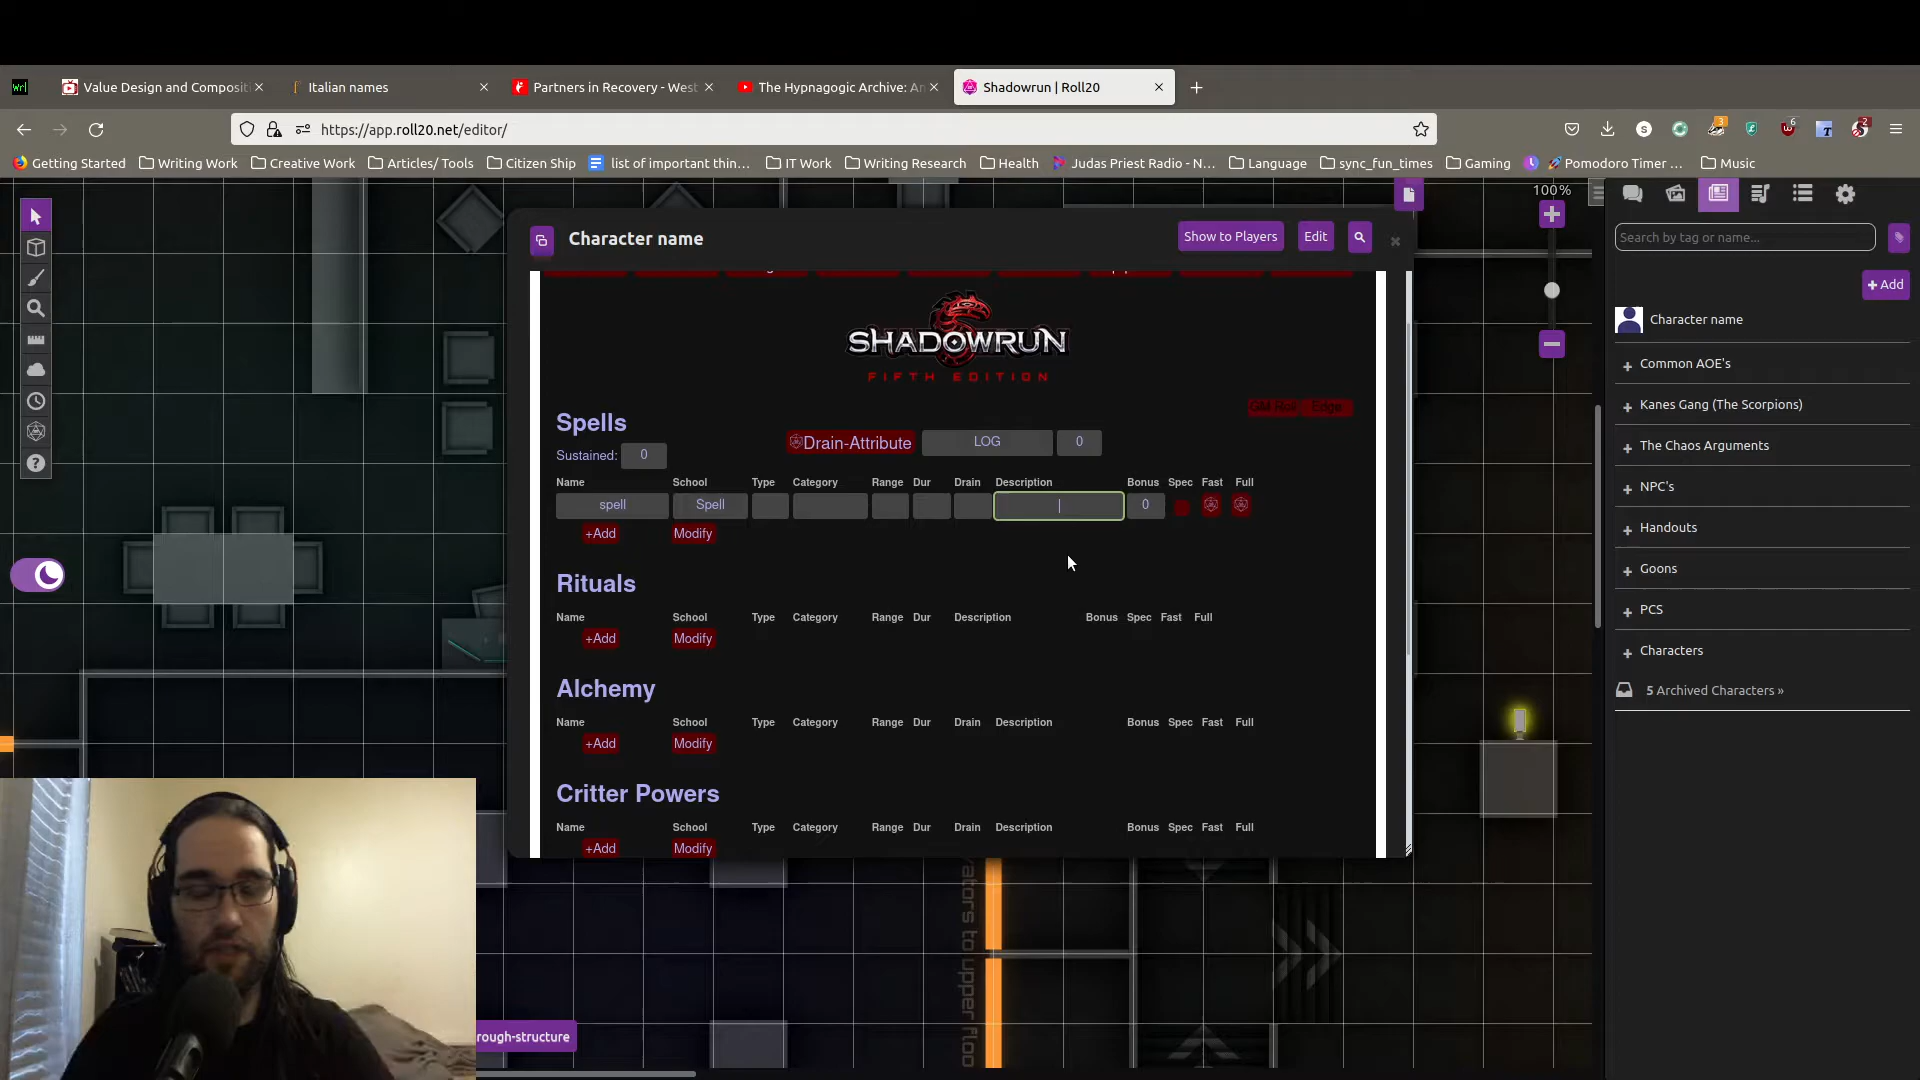 Value Design and Composit
Italian names
Partners in Recovery - West
The Hypnagogic Archive: An
Shadowrun | Roll20
https://app.roll20.net/editor/
Getting Started
Writing Work
Creative Work
Articles/ Tools
Citizen Ship
list of important thin…
IT Work
Writing Research
Health
Judas Priest Radio - N…
Language
sync_fun_times
Gaming
🚀 Pomodoro Timer …
Music
100%
Character name
Show to Players
Edit
Search by tag or name...
+ Add
SHADOWRUN
FIFTH EDITION
GM Roll Edge
Spells
Drain-Attribute LOG 0
Sustained: 0
Name School Type Category Range Dur Drain Description Bonus Spec Fast Full
spell Spell 0
+Add Modify
Rituals
Name School Type Category Range Dur Description Bonus Spec Fast Full
+Add Modify
Alchemy
Name School Type Category Range Dur Drain Description Bonus Spec Fast Full
+Add Modify
Critter Powers
Name School Type Category Range Dur Drain Description Bonus Spec Fast Full
+Add Modify
Character name
Common AOE's
Kanes Gang (The Scorpions)
The Chaos Arguments
NPC's
Handouts
Goons
PCS
Characters
5 Archived Characters »
rough-structure
vators to upper floo